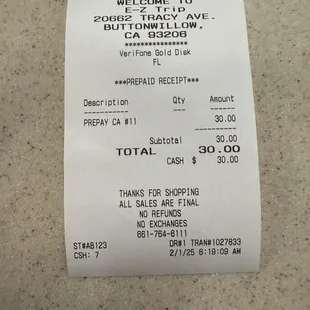 WELCOME TO
E-Z Trip
20662 TRACY AVE.
BUTTONWILLOW,
CA 93206
******************
VeriFone Gold Disk
FL
***PREPAID RECEIPT***
Description Qty Amount
----------- --- ------
PREPAY CA #11 30.00
Subtotal 30.00
TOTAL 30.00
CASH $ 30.00
THANKS FOR SHOPPING
ALL SALES ARE FINAL
NO REFUNDS
NO EXCHANGES
661-764-6111
ST#AB123 DR#1 TRAN#1027833
CSH: 7 2/1/25 6:19:09 AM